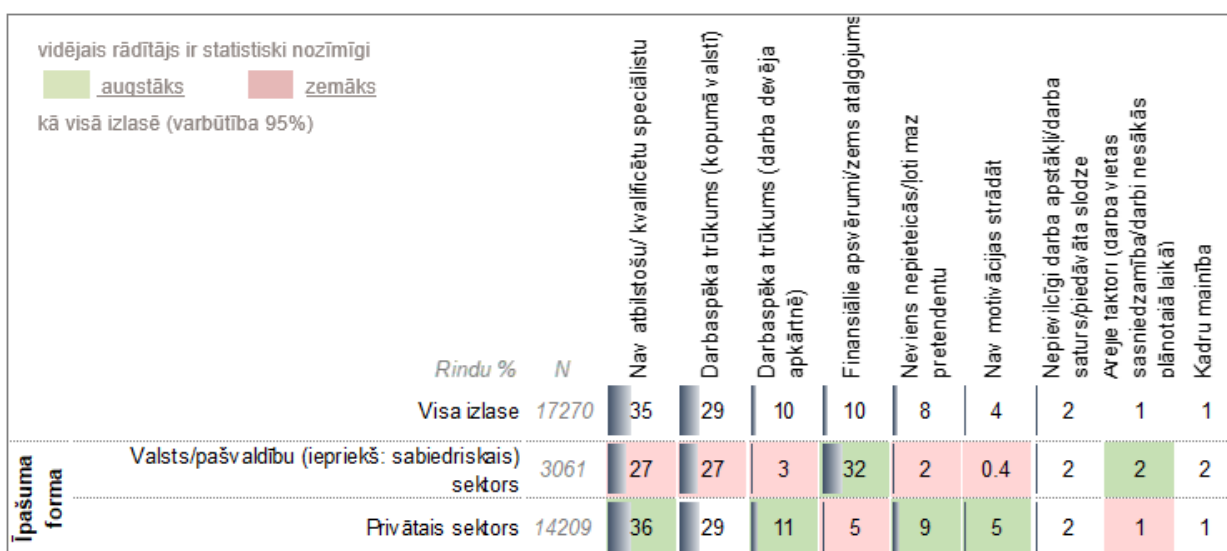 vidējais rādītājs ir statistiski nozīmīgi
augstāks zemāks
kā visā izlasē (varbūtība 95%)
Rindu % N
Nav atbilstošu/ kvalificētu speciālistu
Darbaspēka trūkums (kopumā valstī)
Darbaspēka trūkums (darba devēja
apkārtnē)
Finansiālie apsvērumi/zems atalgojums
Neviens nepieteicās/ļoti maz
pretendentu
Nav motivācijas strādāt
Nepievilcīgi darba apstākļi/darba
saturs/piedāvāta slodze
Ārējie faktori (darba vietas
sasniedzamība/darbi nesākās
plānotajā laikā)
Kadru mainība
Visa izlase 17270 35 29 10 10 8 4 2 1 1
Īpašuma
forma
Valsts/pašvaldību (iepriekš: sabiedriskais)
sektors 3061 27 27 3 32 2 0.4 2 2 2
Privātais sektors 14209 36 29 11 5 9 5 2 1 1